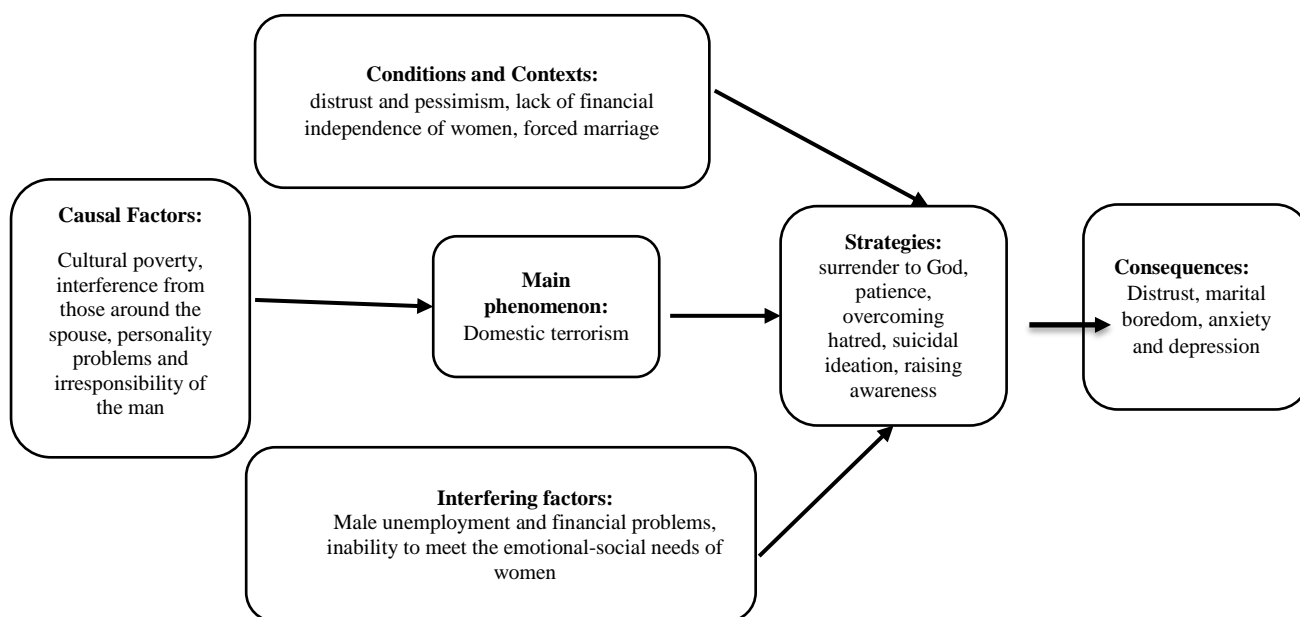 Conditions and Contexts:
distrust and pessimism, lack of financial
independence of women, forced marriage
Causal Factors:
Cultural poverty,
interference from
those around the
spouse, personality
problems and
irresponsibility of
the man
Main
phenomenon:
Domestic terrorism
Strategies:
surrender to God,
patience,
overcoming
hatred, suicidal
ideation, raising
awareness
Consequences:
Distrust, marital
boredom, anxiety
and depression
Interfering factors:
Male unemployment and financial problems,
inability to meet the emotional-social needs of
women